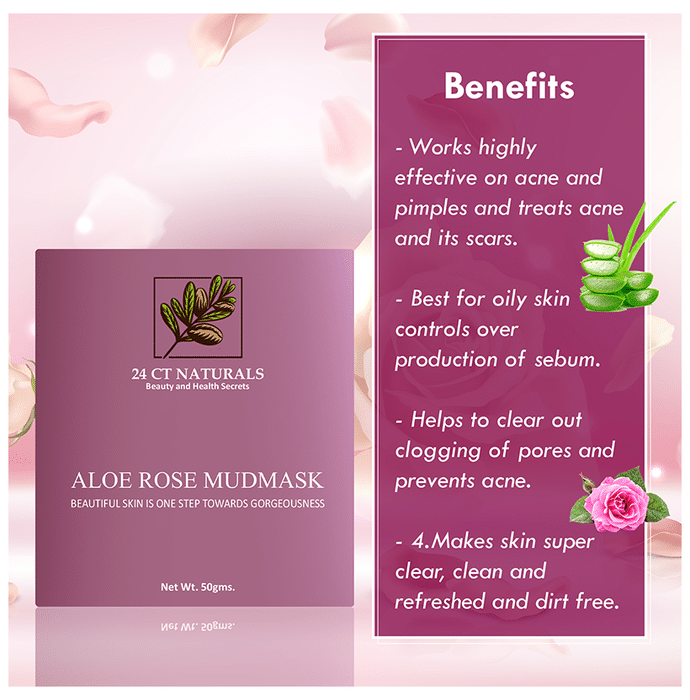 24 CT NATURALS
Beauty and Health Secrets
ALOE ROSE MUDMASK
BEAUTIFUL SKIN IS ONE STEP TOWARDS GORGEOUSNESS
Net Wt. 50gms.
Net Wt. 50gms.
Benefits
- Works highly
effective on acne and
pimples and treats acne
and its scars.
- Best for oily skin
controls over
production of sebum.
- Helps to clear out
clogging of pores and
prevents acne.
- 4.Makes skin super
clear, clean and
refreshed and dirt free.